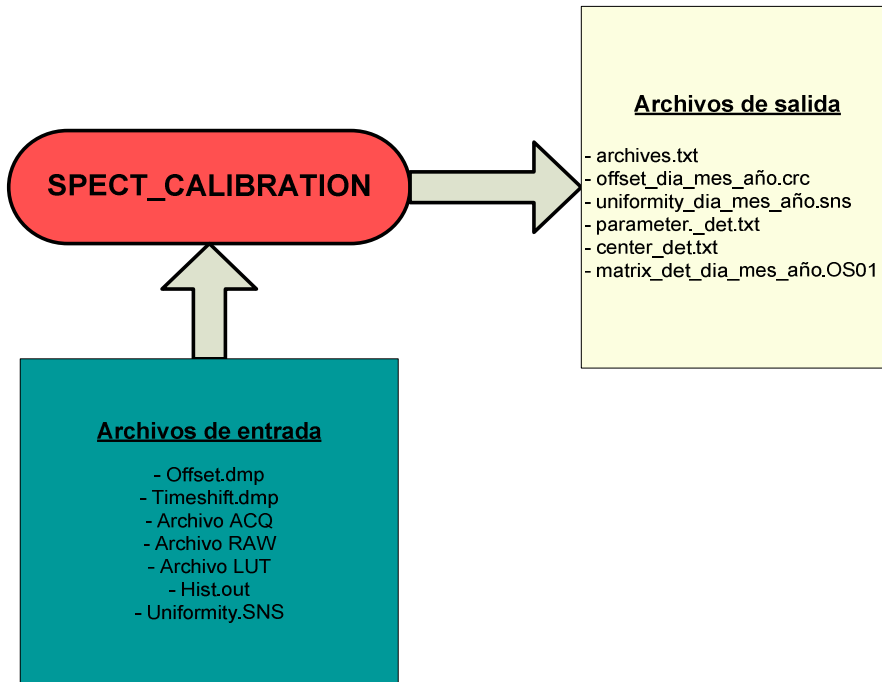 Archivos de salida
- archives.txt
- offset_dia_mes_año.crc
- uniformity_dia_mes_año.sns
- parameter._det.txt
- center_det.txt
- matrix_det_dia_mes_año.OS01
SPECT_CALIBRATION
Archivos de entrada
- Offset.dmp
- Timeshift.dmp
- Archivo ACQ
- Archivo RAW
- Archivo LUT
- Hist.out
- Uniformity.SNS